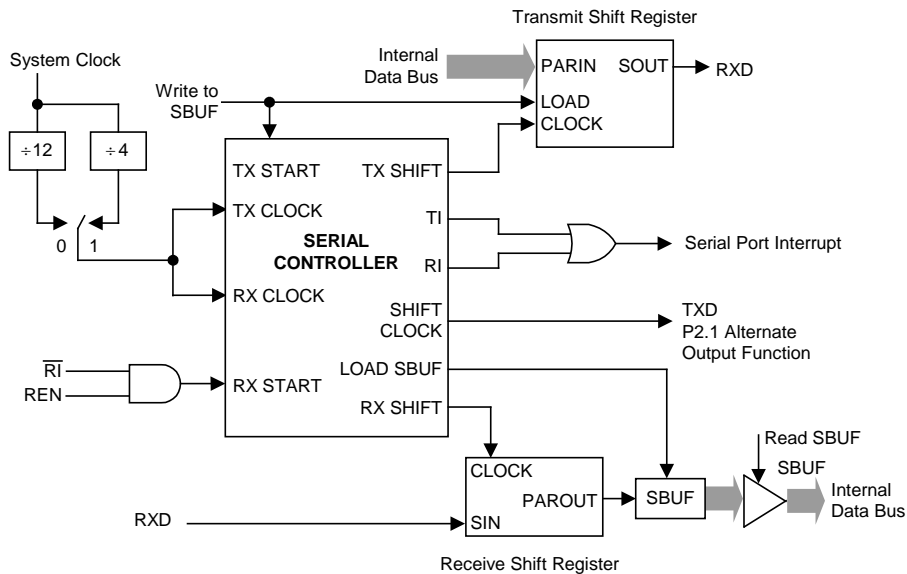 Transmit Shift Register
System Clock
Internal
Data Bus
PARIN
SOUT
RXD
Write to
SBUF
LOAD
CLOCK
÷12
÷4
TX START
TX SHIFT
TX CLOCK
TI
0
1
SERIAL
CONTROLLER
Serial Port Interrupt
RI
RX CLOCK
SHIFT
CLOCK
TXD
P2.1 Alternate
Output Function
RI
REN
RX START
LOAD SBUF
RX SHIFT
Read SBUF
CLOCK
SBUF
PAROUT
SBUF
Internal
Data Bus
RXD
SIN
Receive Shift Register